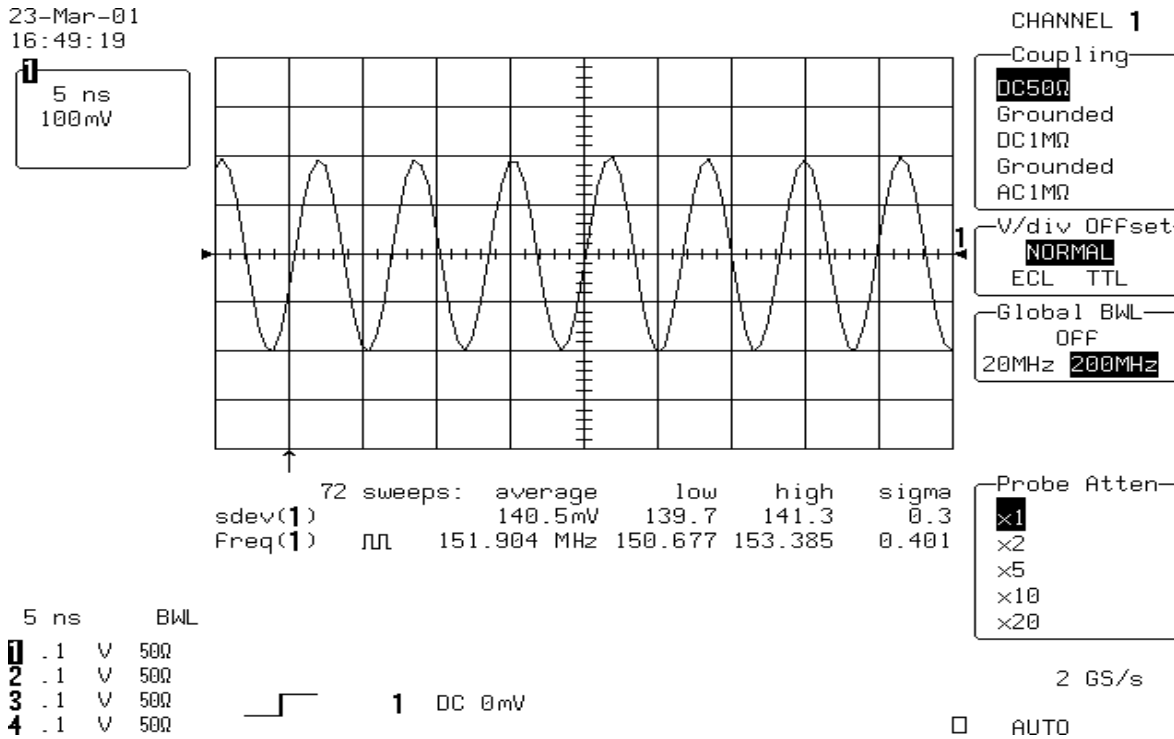 23-Mar-01
16:49:19
1
5 ns
100mV
CHANNEL 1
Coupling
DC50Ω
Grounded
DC1MΩ
Grounded
AC1MΩ
1
V/div OFFset
NORMAL
ECL TTL
Global BWL
OFF
20MHz 200MHz
72 sweeps: average low high sigma
sdev(1) 140.5mV 139.7 141.3 0.3
freq(1) 151.904 MHz 150.677 153.385 0.401
Probe Atten
×1
×2
×5
×10
×20
5 ns BWL
1 .1 V 50Ω
2 .1 V 50Ω
3 .1 V 50Ω
4 .1 V 50Ω
1 DC 0mV
2 GS/s
AUTO